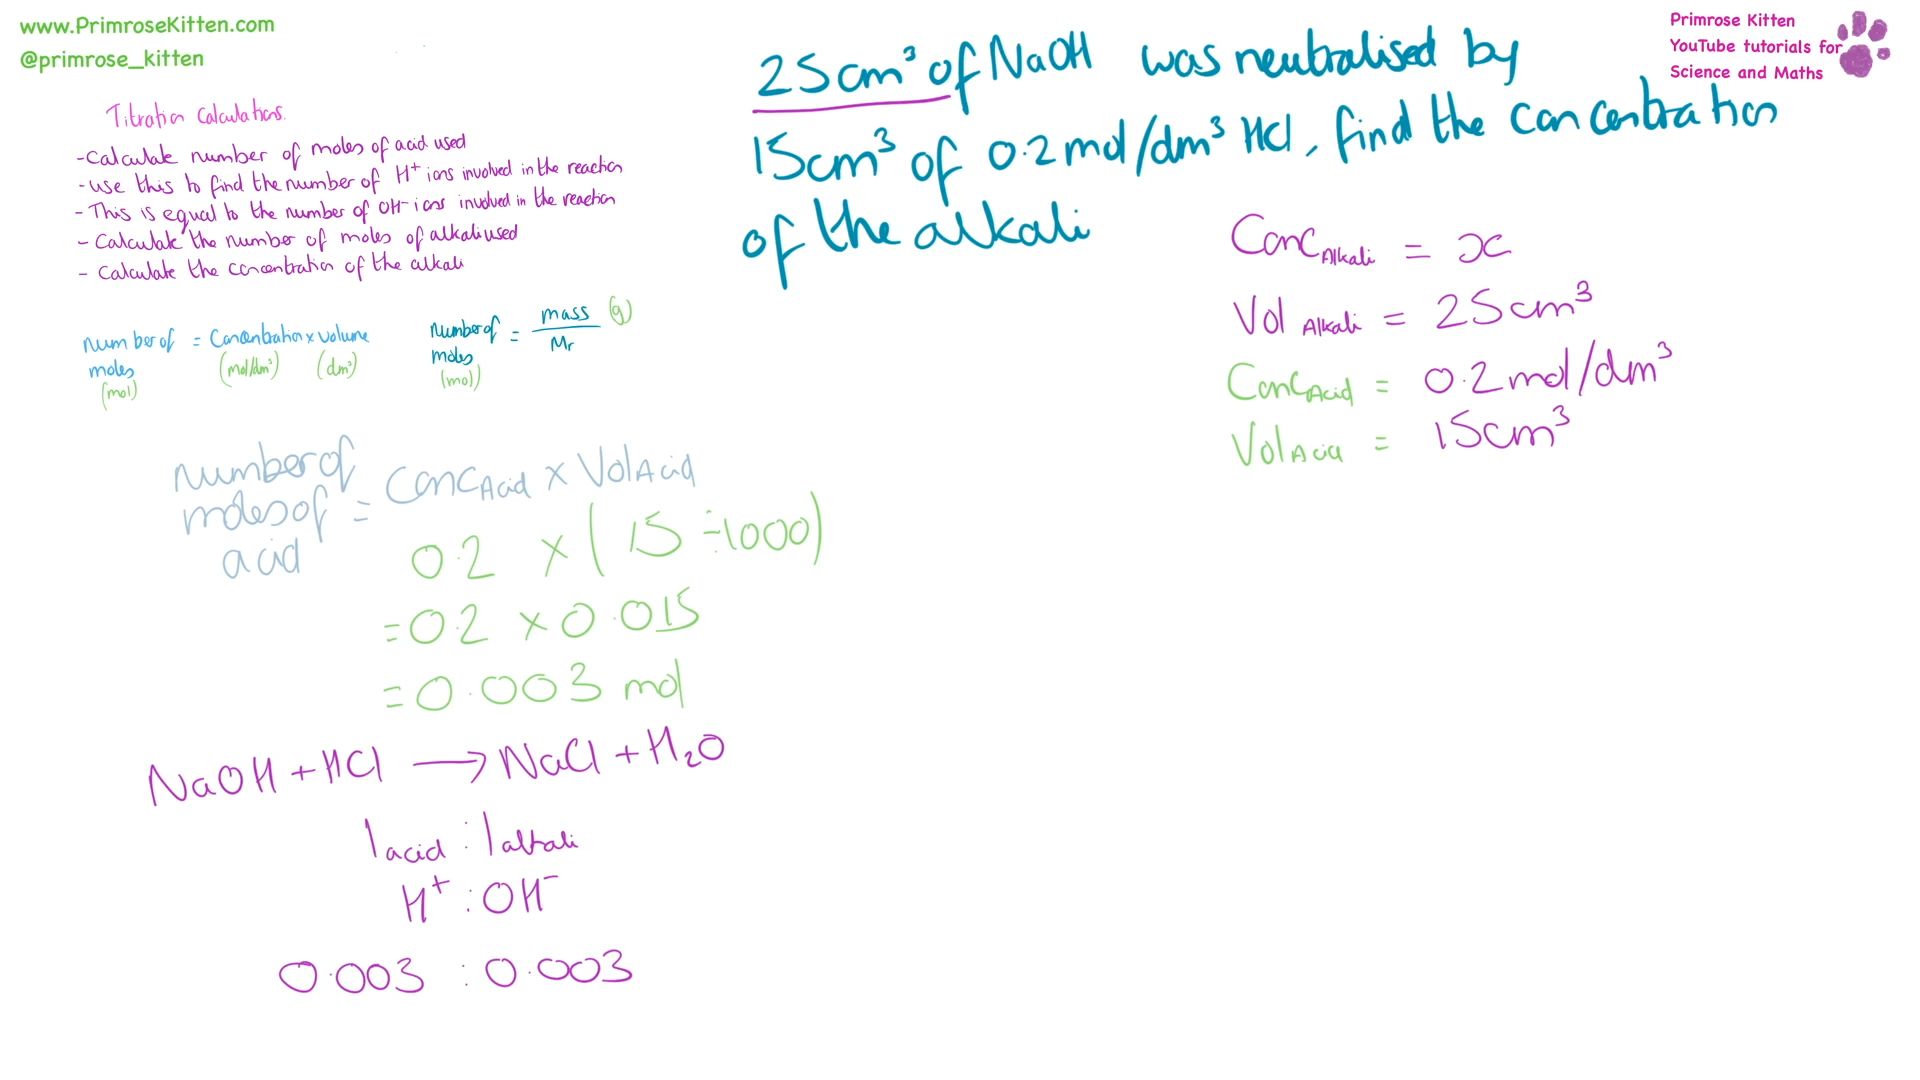 www.PrimroseKitten.com
@primrose_kitten
Primrose Kitten
YouTube tutorials for
Science and Maths
Titration Calculations.
- Calculate number of moles of acid used
- use this to find the number of H⁺ ions involved in the reaction
- This is equal to the number of OH⁻ ions involved in the reaction
- Calculate the number of moles of alkali used
- Calculate the concentration of the alkali
number of moles (mol) = Concentration (mol/dm³) x volume (dm³)
Number of moles (mol) = mass (g) / Mr
25cm³ of NaOH was neutralised by
15cm³ of 0.2mol/dm³ HCl, find the concentration
of the alkali
Conc Alkali = x
Vol Alkali = 25cm³
Conc Acid = 0.2mol/dm³
Vol Acid = 15cm³
number of moles of acid = Conc Acid x Vol Acid
0.2 x (15 ÷1000)
= 0.2 x 0.015
= 0.003 mol
NaOH + HCl → NaCl + H₂O
1 acid : 1 alkali
H⁺ : OH⁻
0.003 : 0.003